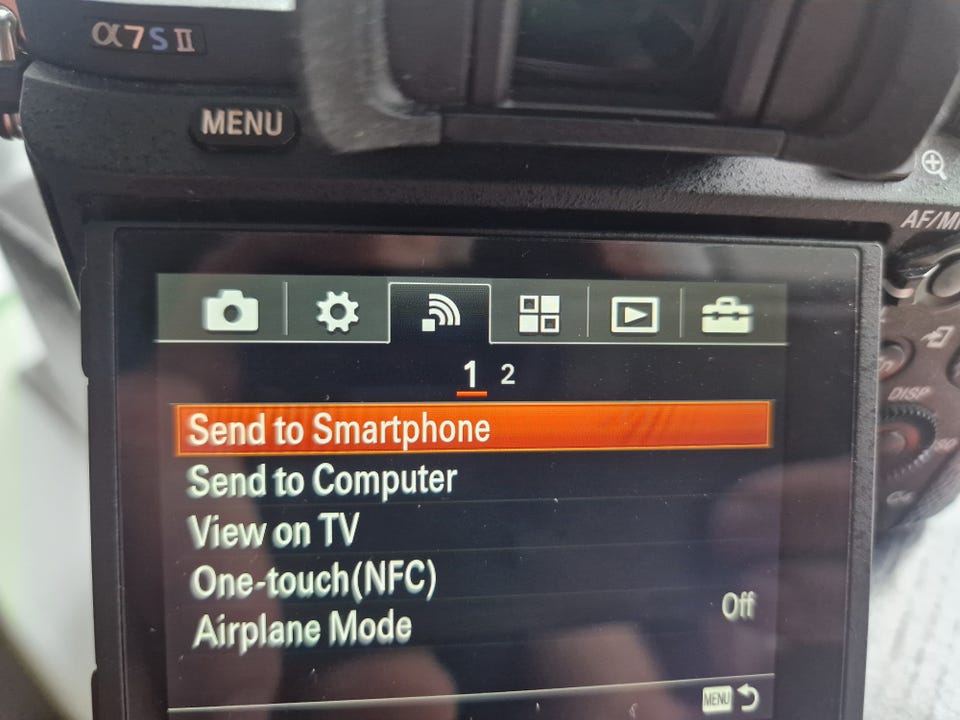 α7SII
MENU
AF/M
DISP
1 2
Send to Smartphone
Send to Computer
View on TV
One-touch(NFC)
Airplane Mode Off
MENU